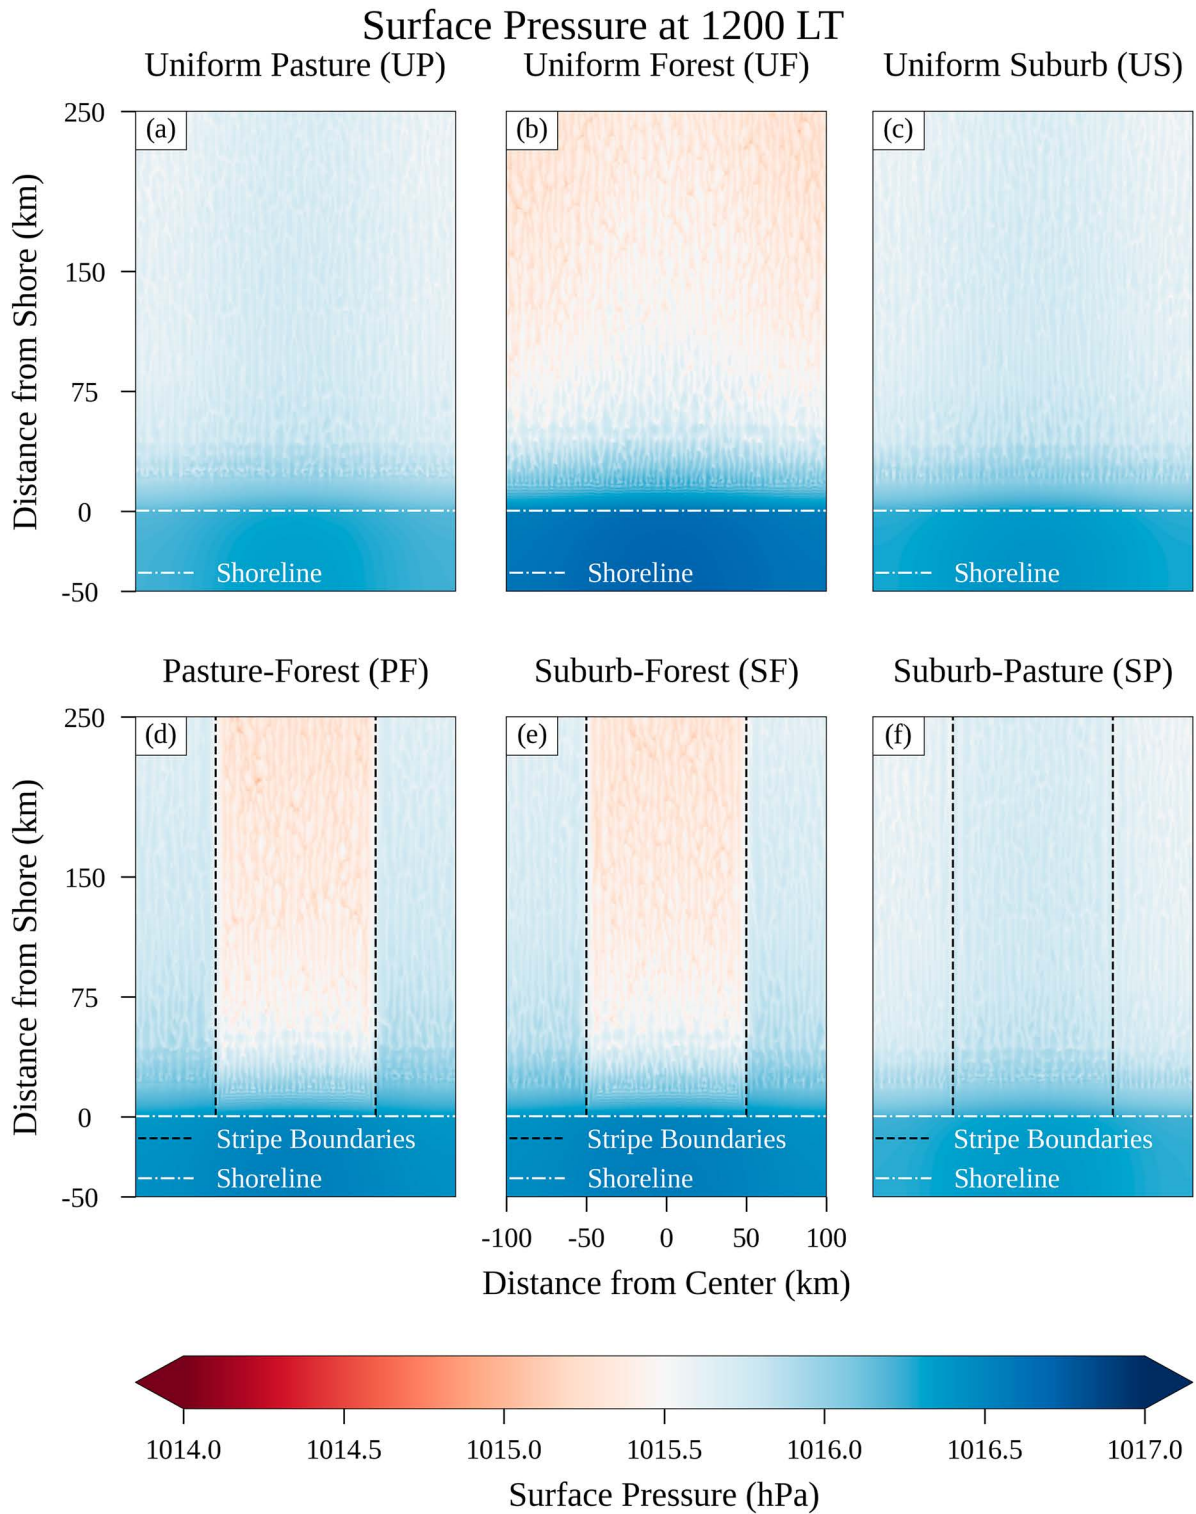 Surface Pressure at 1200 LT
Uniform Pasture (UP) Uniform Forest (UF) Uniform Suburb (US)
(a) (b) (c)
250
150
75
0
-50
Distance from Shore (km)
Shoreline Shoreline Shoreline
Pasture-Forest (PF) Suburb-Forest (SF) Suburb-Pasture (SP)
(d) (e) (f)
250
150
75
0
-50
Distance from Shore (km)
Stripe Boundaries Stripe Boundaries Stripe Boundaries
Shoreline Shoreline Shoreline
-100 -50 0 50 100
Distance from Center (km)
1014.0 1014.5 1015.0 1015.5 1016.0 1016.5 1017.0
Surface Pressure (hPa)